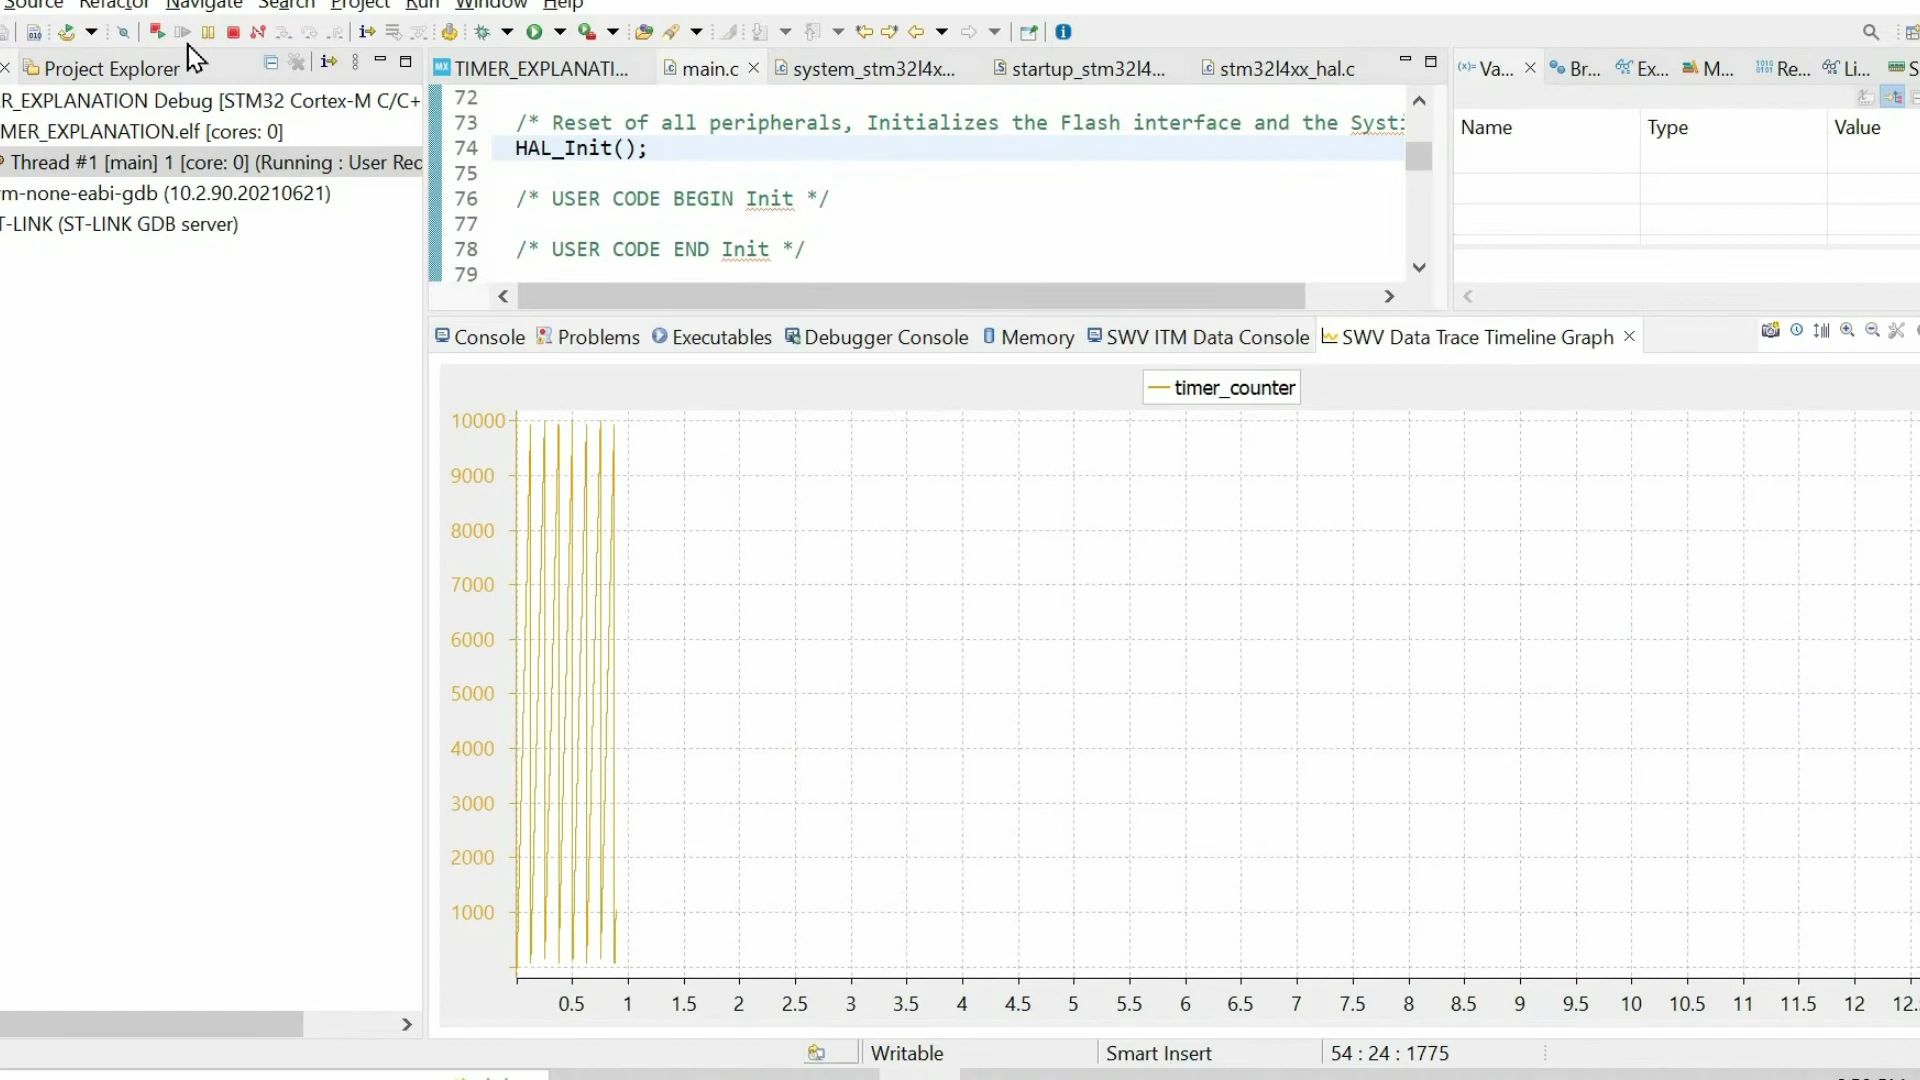 Source Refactor Navigate Search Project Run Window Help
Project Explorer
R_EXPLANATION Debug [STM32 Cortex-M C/C+
MER_EXPLANATION.elf [cores: 0]
Thread #1 [main] 1 [core: 0] (Running : User Rec
m-none-eabi-gdb (10.2.90.20210621)
T-LINK (ST-LINK GDB server)
TIMER_EXPLANATI... main.c system_stm32l4x... startup_stm32l4... stm32l4xx_hal.c
72
73 /* Reset of all peripherals, Initializes the Flash interface and the Systi
74 HAL_Init();
75
76 /* USER CODE BEGIN Init */
77
78 /* USER CODE END Init */
79
(x)= Va... Br... Ex... M... Re... Li... S
Name Type Value
Console Problems Executables Debugger Console Memory SWV ITM Data Console SWV Data Trace Timeline Graph
timer_counter
10000
9000
8000
7000
6000
5000
4000
3000
2000
1000
0.5 1 1.5 2 2.5 3 3.5 4 4.5 5 5.5 6 6.5 7 7.5 8 8.5 9 9.5 10 10.5 11 11.5 12 12.
Writable Smart Insert 54 : 24 : 1775